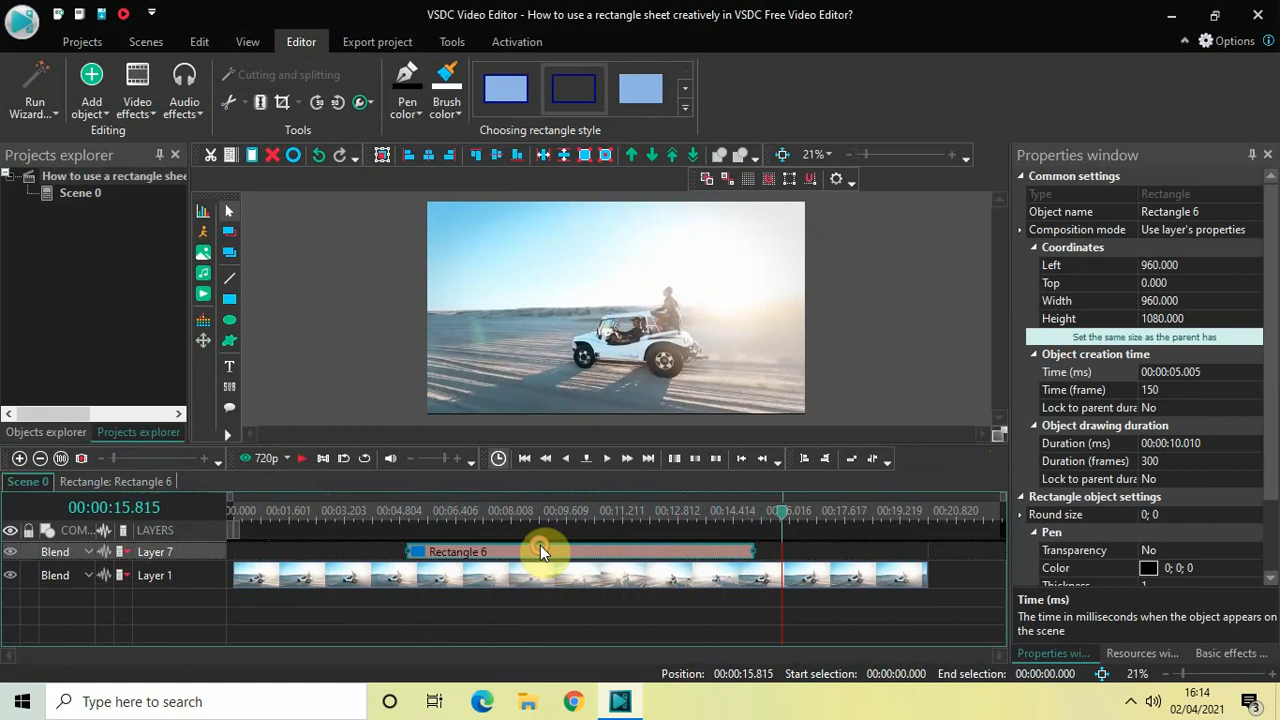 VSDC Video Editor - How to use a rectangle sheet creatively in VSDC Free Video Editor?
Projects Scenes Edit View Editor Export project Tools Activation Options
Run Wizard... Add object Video effects Audio effects
Editing
Cutting and splitting
Tools
Pen color Brush color
Choosing rectangle style
21%
Projects explorer
How to use a rectangle shee
Scene 0
Objects explorer Projects explorer
Properties window
Common settings
Type Rectangle
Object name Rectangle 6
Composition mode Use layer's properties
Coordinates
Left 960.000
Top 0.000
Width 960.000
Height 1080.000
Set the same size as the parent has
Object creation time
Time (ms) 00:00:05.005
Time (frame) 150
Lock to parent dura No
Object drawing duration
Duration (ms) 00:00:10.010
Duration (frames) 300
Lock to parent dura No
Rectangle object settings
Round size 0; 0
Pen
Transparency No
Color 0; 0; 0
Thickness 1
Time (ms)
The time in milliseconds when the object appears on
the scene
Properties wi... Resources wi... Basic effects ...
720p
Scene 0 Rectangle: Rectangle 6
00:00:15.815
0.000 00:01.601 00:03.203 00:04.804 00:06.406 00:08.008 00:09.609 00:11.211 00:12.812 00:14.414 6.016 00:17.617 00:19.219 00:20.820
COM... LAYERS
Blend Layer 7 Rectangle 6
Blend Layer 1
Position: 00:00:15.815 Start selection: 00:00:00.000 End selection: 00:00:00.000 21%
Type here to search
16:14
02/04/2021
3